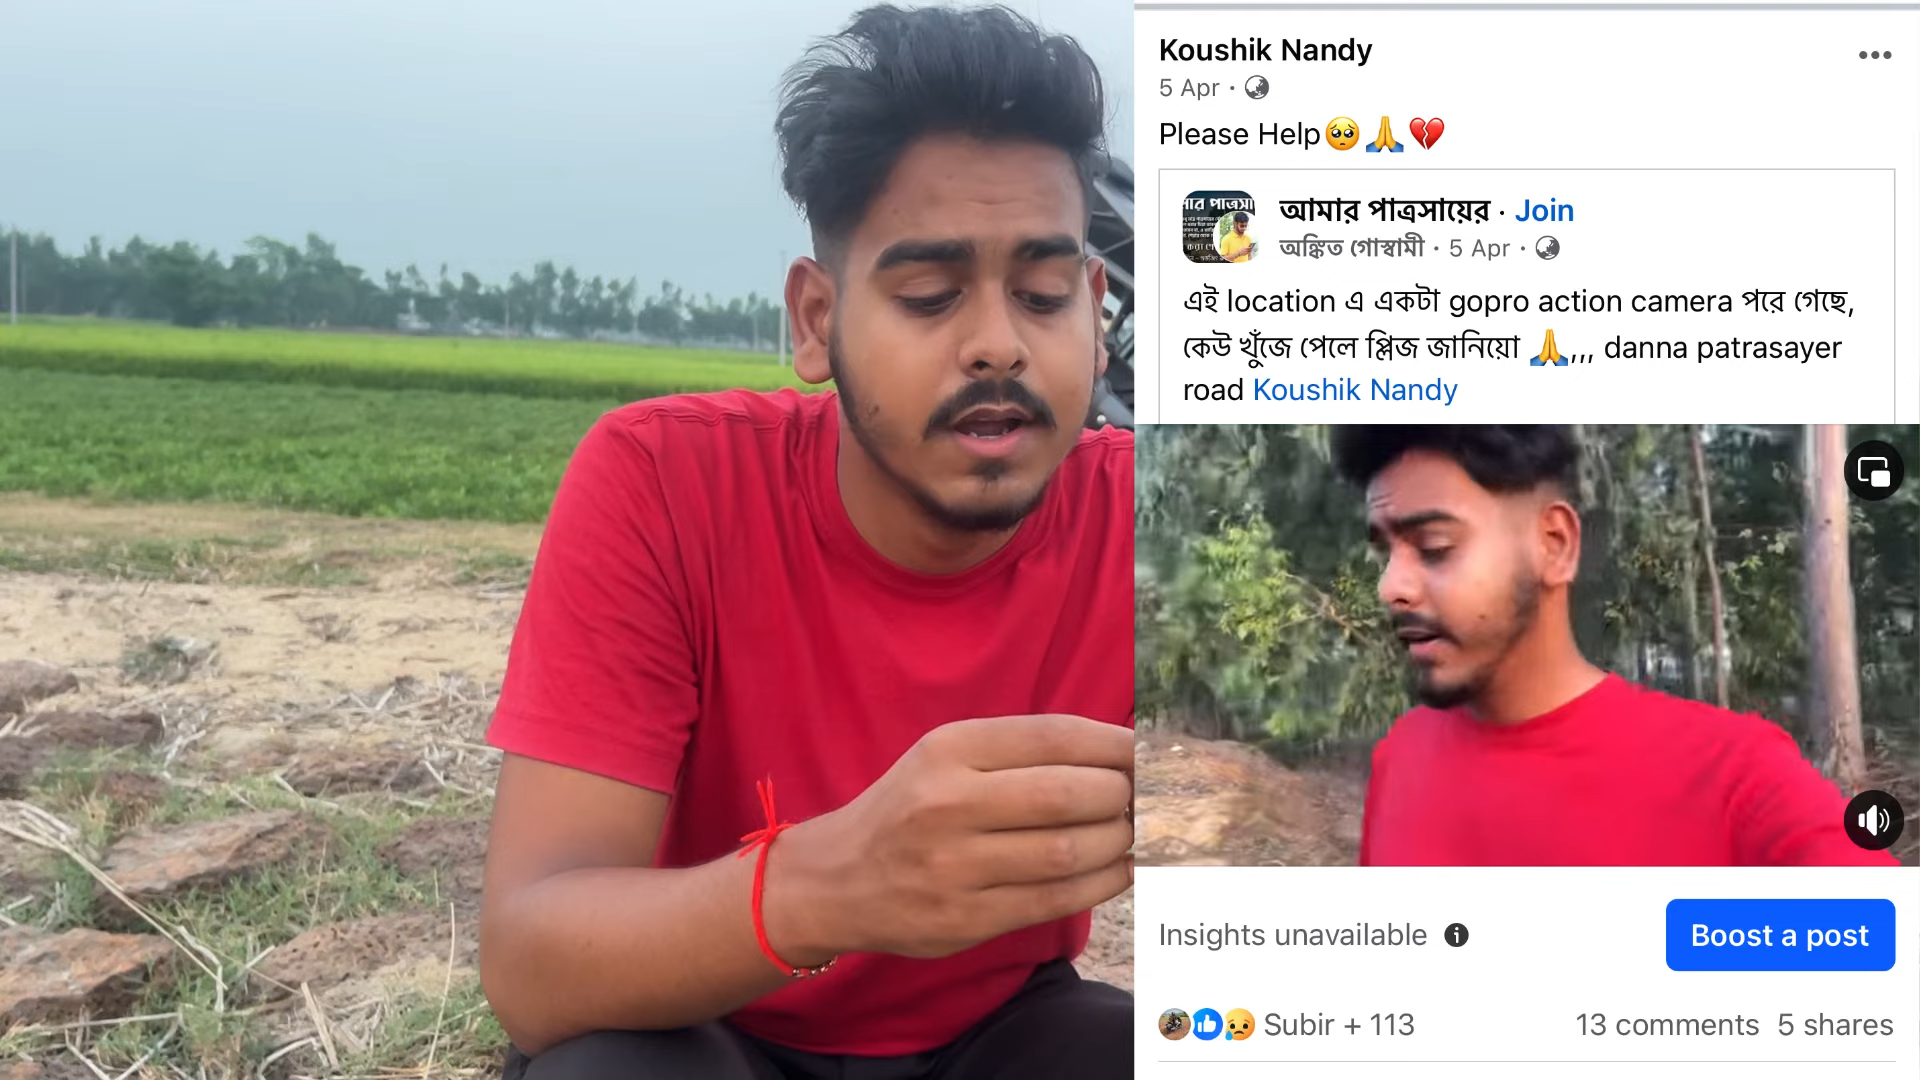 Koushik Nandy
5 Apr ·
Please Help🥺🙏💔
আমার পাত্রসায়ের · Join
অঙ্কিত গোস্বামী · 5 Apr ·
এই location এ একটা gopro action camera পরে গেছে,
কেউ খুঁজে পেলে প্লিজ জানিয়ো 🙏,,, danna patrasayer
road Koushik Nandy
Insights unavailable
Boost a post
Subir + 113
13 comments 5 shares